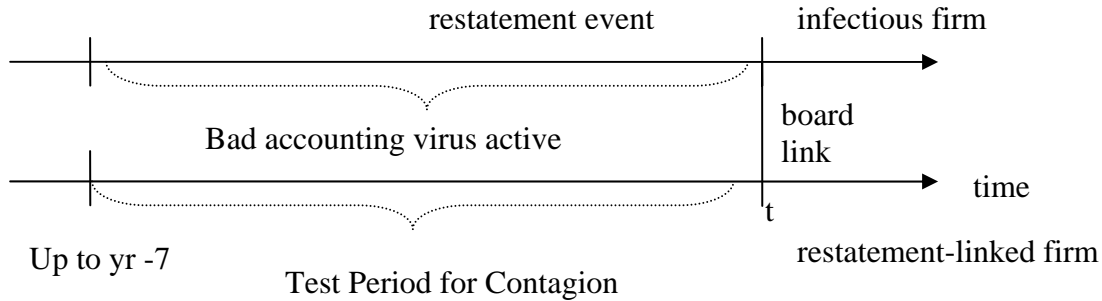 restatement event
infectious firm
Bad accounting virus active
board
link
time
t
Up to yr -7
Test Period for Contagion
restatement-linked firm